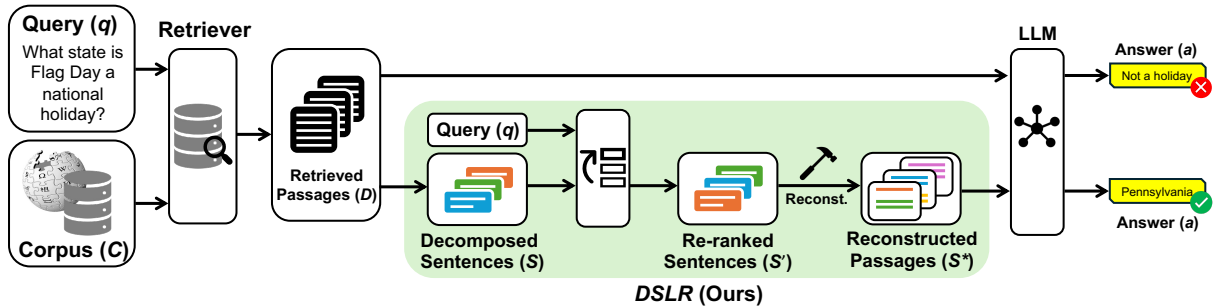 Query (q)
What state is
Flag Day a
national
holiday?
Corpus (C)
Retriever
Retrieved
Passages (D)
Query (q)
Decomposed
Sentences (S)
Re-ranked
Sentences (S′)
Reconst.
Reconstructed
Passages (S*)
DSLR (Ours)
LLM
Answer (a)
Not a holiday
Pennsylvania
Answer (a)